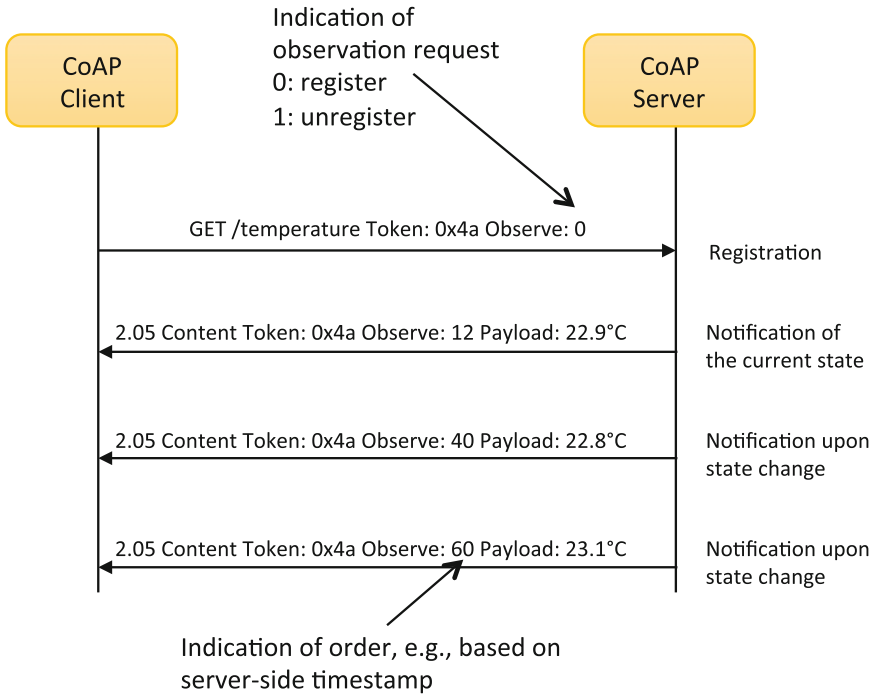 Indication of
observation request
0: register
1: unregister
CoAP
Client
CoAP
Server
GET /temperature Token: 0x4a Observe: 0
Registration
2.05 Content Token: 0x4a Observe: 12 Payload: 22.9°C
Notification of
the current state
2.05 Content Token: 0x4a Observe: 40 Payload: 22.8°C
Notification upon
state change
2.05 Content Token: 0x4a Observe: 60 Payload: 23.1°C
Notification upon
state change
Indication of order, e.g., based on
server-side timestamp